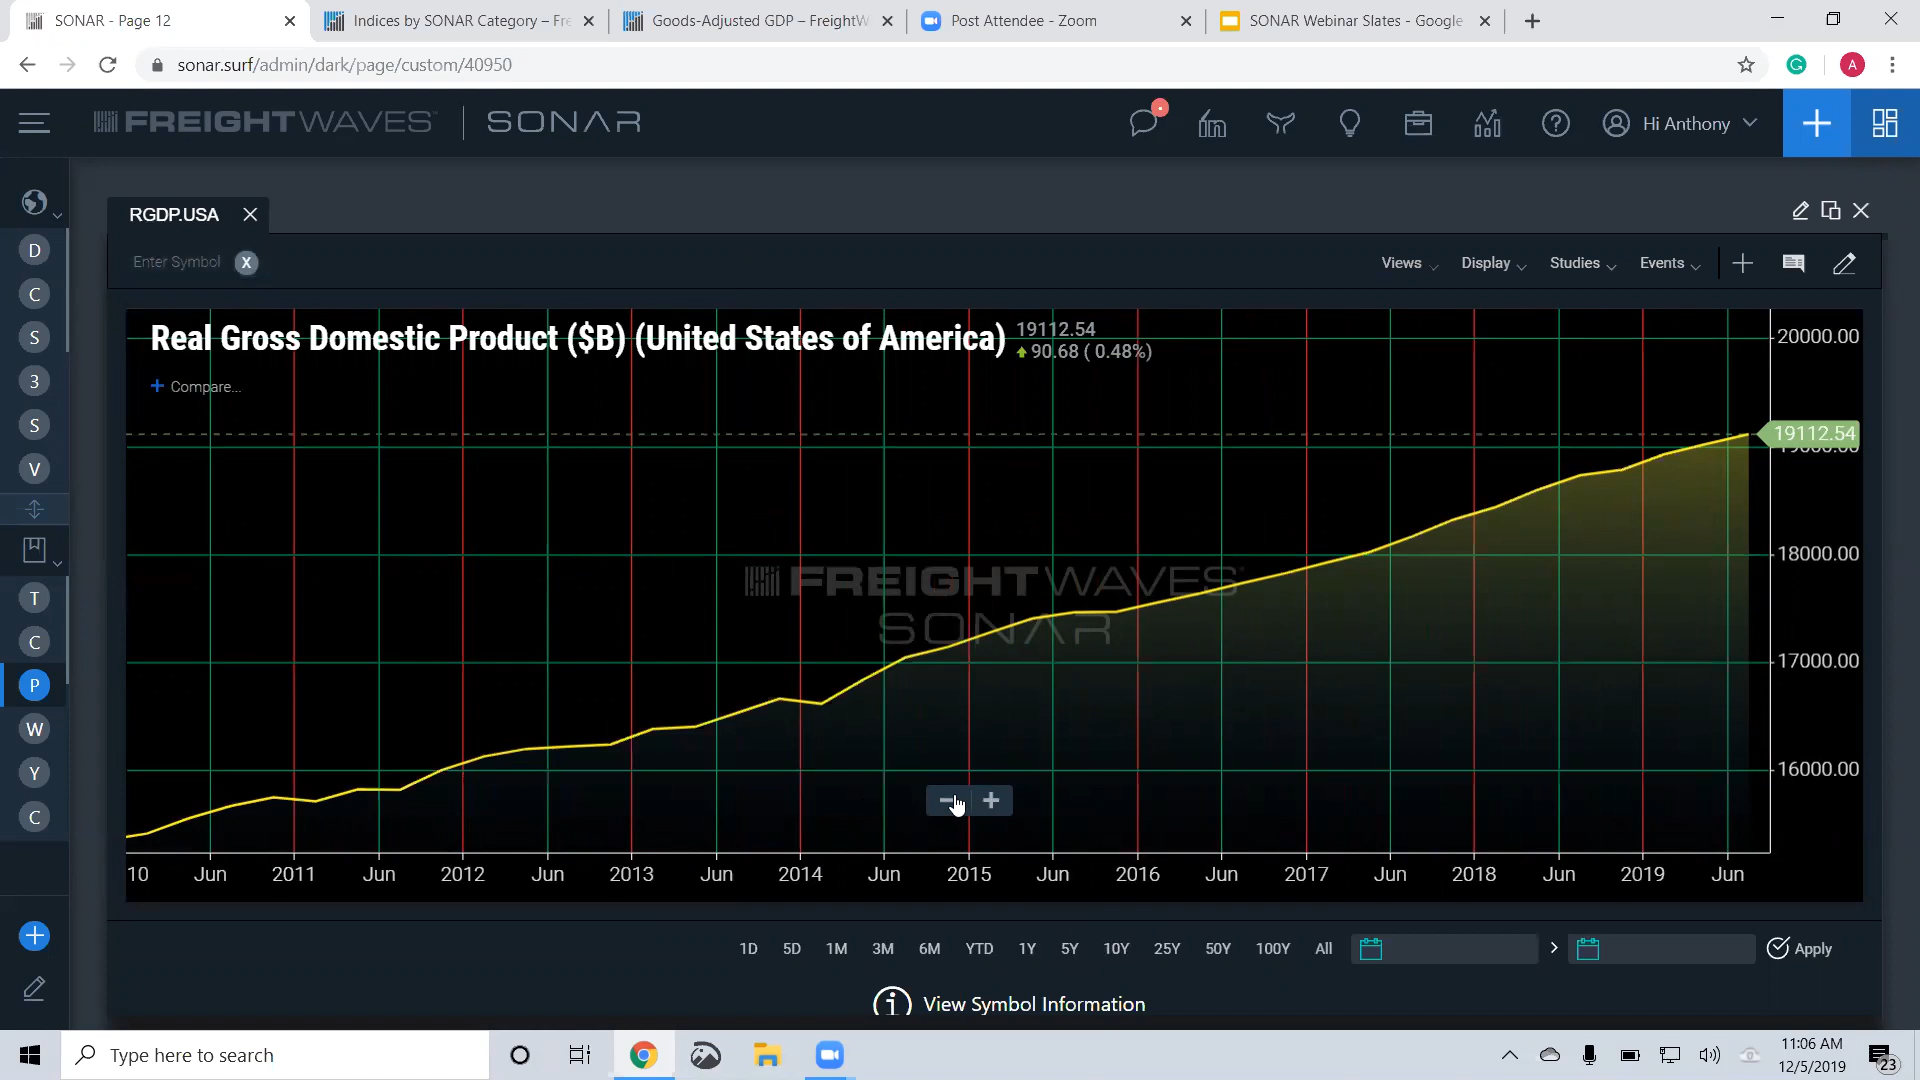 SONAR - Page 12
Indices by SONAR Category – Fre
Goods-Adjusted GDP – FreightW
Post Attendee - Zoom
SONAR Webinar Slates - Google
sonar.surf/admin/dark/page/custom/40950
A
FREIGHTWAVES SONAR
Hi Anthony
RGDP.USA
Enter Symbol X
Views
Display
Studies
Events
D
C
S
3
S
V
T
C
P
W
Y
C
Real Gross Domestic Product ($B) (United States of America)
19112.54
90.68 ( 0.48%)
+ Compare...
20000.00
19112.54
19000.00
18000.00
17000.00
16000.00
FREIGHTWAVES
SONAR
10 Jun 2011 Jun 2012 Jun 2013 Jun 2014 Jun 2015 Jun 2016 Jun 2017 Jun 2018 Jun 2019 Jun
1D 5D 1M 3M 6M YTD 1Y 5Y 10Y 25Y 50Y 100Y All
Apply
View Symbol Information
Type here to search
11:06 AM
12/5/2019
23